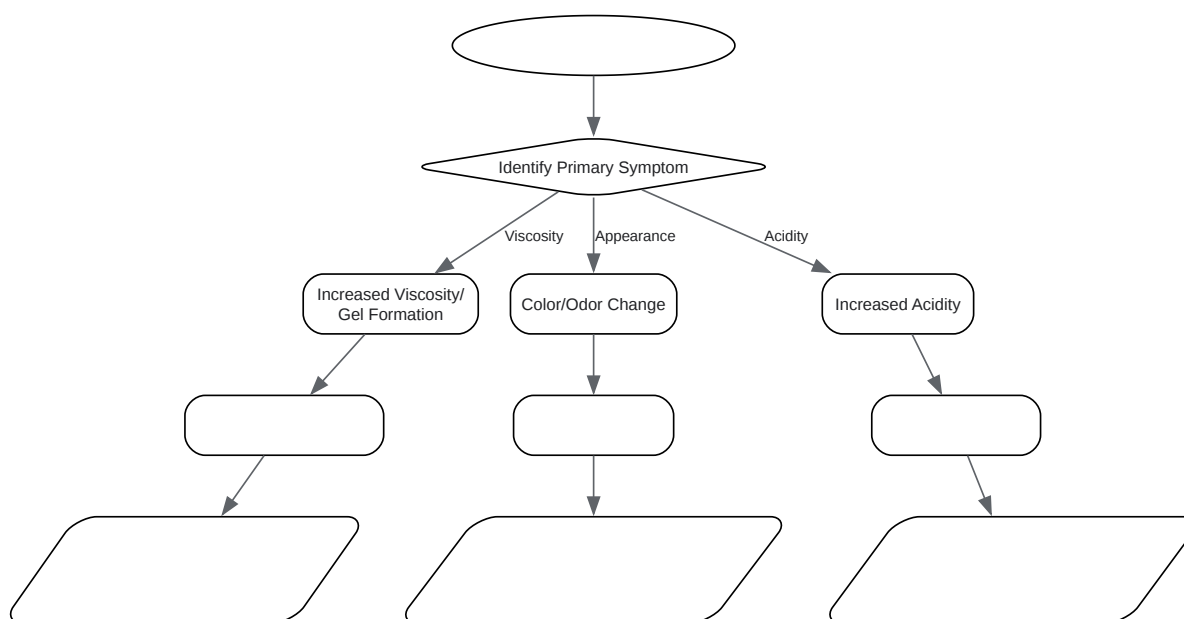 Identify Primary Symptom
Viscosity
Appearance
Acidity
Increased Viscosity/
Gel Formation
Color/Odor Change
Increased Acidity